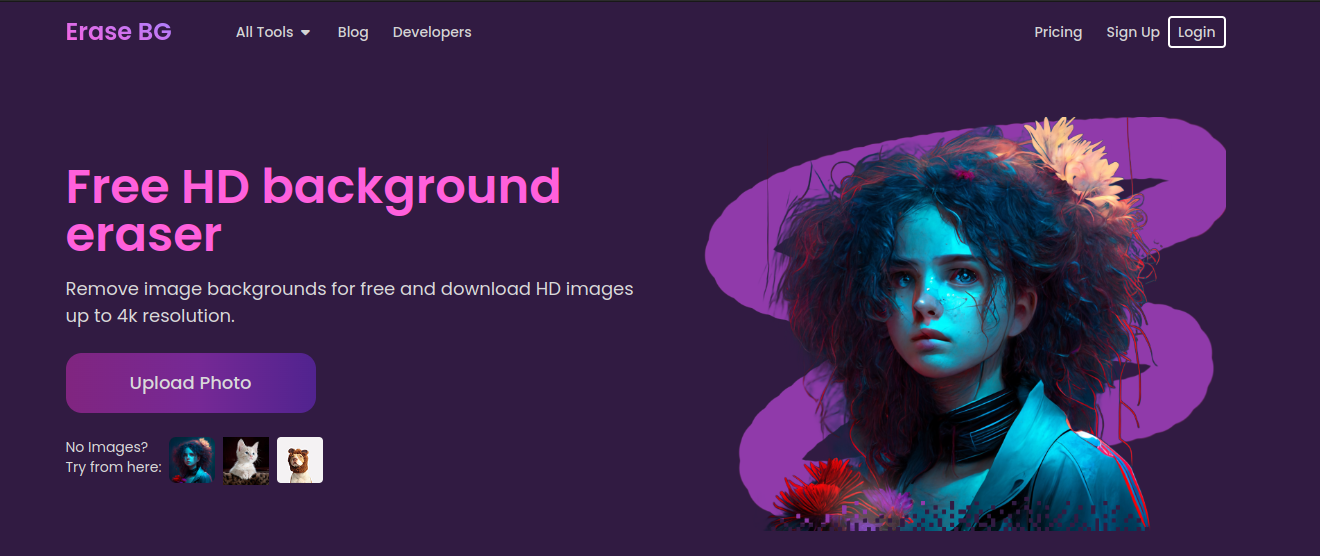 Erase BG
All Tools
Blog
Developers
Pricing
Sign Up
Login
Free HD background
eraser
Remove image backgrounds for free and download HD images
up to 4k resolution.
Upload Photo
No Images?
Try from here: